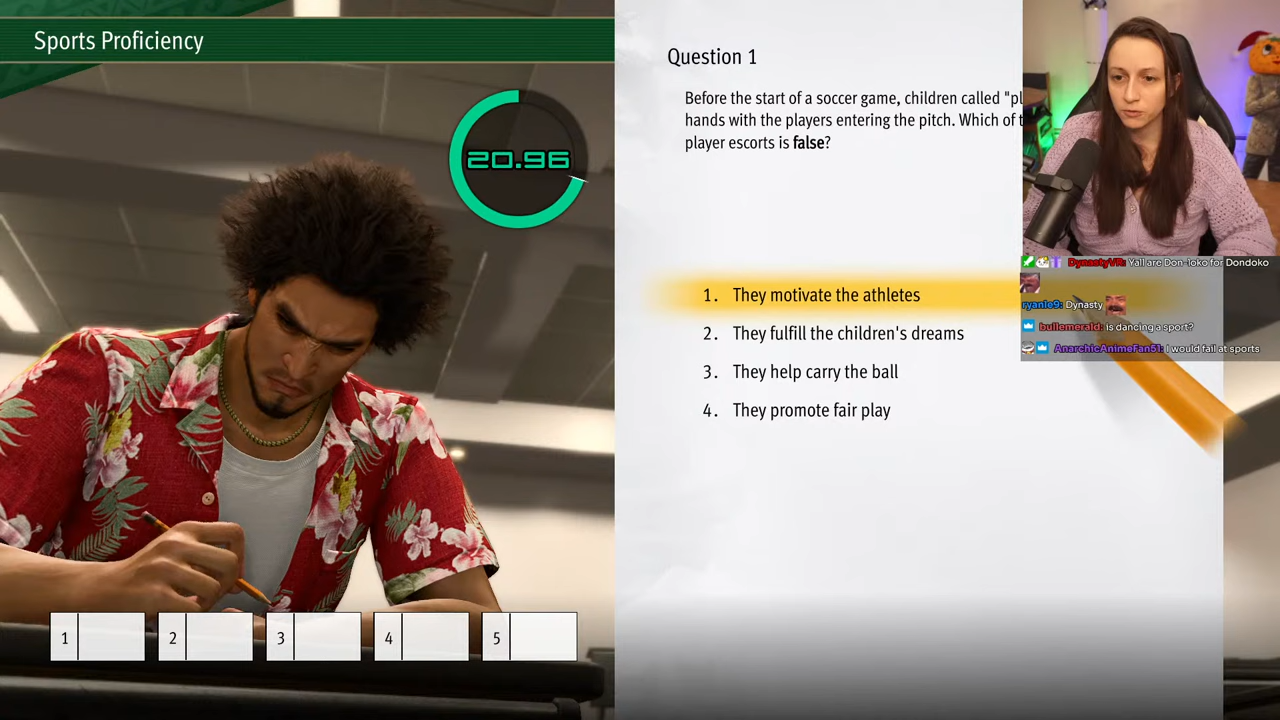 Sports Proficiency
20.96
Question 1
Before the start of a soccer game, children called "pl
hands with the players entering the pitch. Which of t
player escorts is false?
1. They motivate the athletes
2. They fulfill the children's dreams
3. They help carry the ball
4. They promote fair play
DynastyVR: Yall are Don-loko for Dondoko
ryanie9: Dynasty
bullemerald: is dancing a sport?
AnarchicAnimeFan51: I would fail at sports
1 2 3 4 5